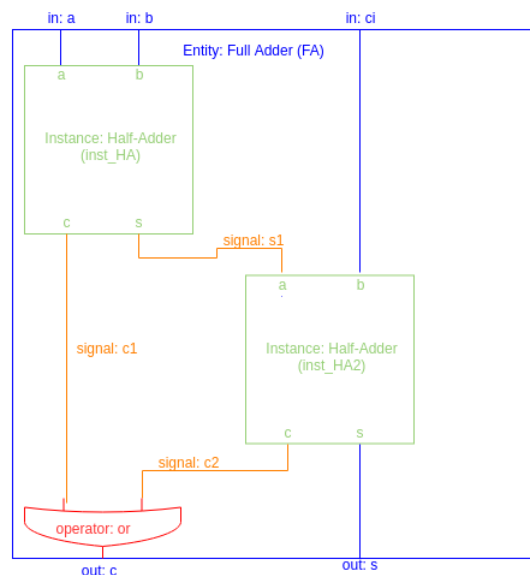 in: a
in: b
in: ci
Entity: Full Adder (FA)
a
b
Instance: Half-Adder
(inst_HA)
c
s
signal: s1
a
b
signal: c1
Instance: Half-Adder
(inst_HA2)
c
s
signal: c2
operator: or
out: c
out: s